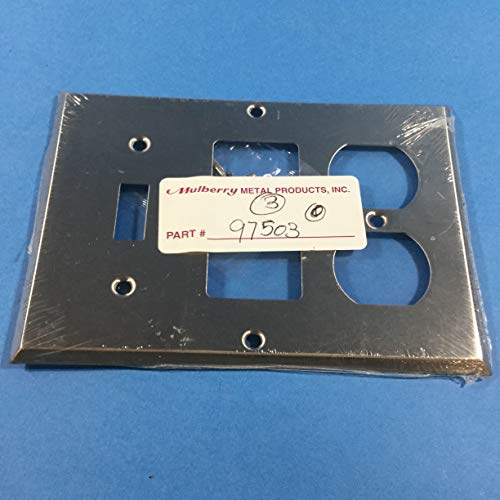 Mulberry METAL PRODUCTS, INC.
3 0
PART # 97503